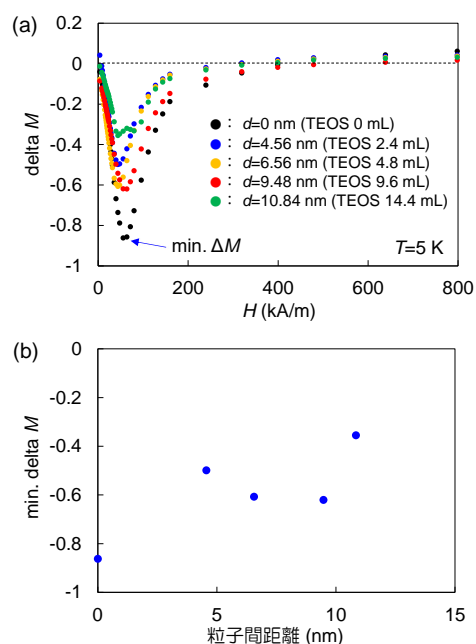 (a)
0.2
0
-0.2
-0.4
-0.6
-0.8
-1
delta M
: d=0 nm (TEOS 0 mL)
: d=4.56 nm (TEOS 2.4 mL)
: d=6.56 nm (TEOS 4.8 mL)
: d=9.48 nm (TEOS 9.6 mL)
: d=10.84 nm (TEOS 14.4 mL)
min. ΔM
T=5 K
0 200 400 600 800
H (kA/m)
(b)
0
-0.2
-0.4
-0.6
-0.8
-1
min. delta M
0 5 10 15
粒子間距離 (nm)